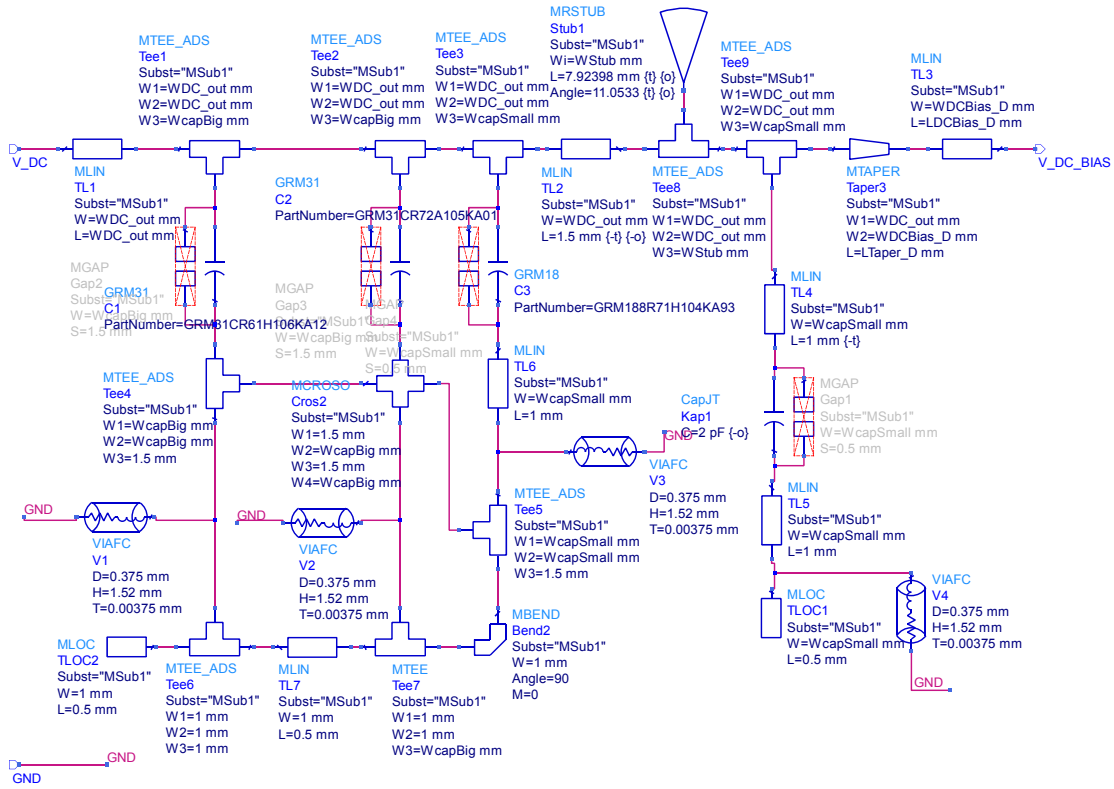 MTEE_ADS
Tee1
Subst="MSub1"
W1=WDC_out mm
W2=WDC_out mm
W3=WcapBig mm
MTEE_ADS
Tee2
Subst="MSub1"
W1=WDC_out mm
W2=WDC_out mm
W3=WcapBig mm
MTEE_ADS
Tee3
Subst="MSub1"
W1=WDC_out mm
W2=WDC_out mm
W3=WcapSmall mm
MRSTUB
Stub1
Subst="MSub1"
Wi=WStub mm
L=7.92398 mm {t} {o}
Angle=11.0533 {t} {o}
MTEE_ADS
Tee9
Subst="MSub1"
W1=WDC_out mm
W2=WDC_out mm
W3=WcapSmall mm
MLIN
TL3
Subst="MSub1"
W=WDCBias_D mm
L=LDCBias_D mm
V_DC
V_DC_BIAS
MLIN
TL1
Subst="MSub1"
W=WDC_out mm
L=WDC_out mm
GRM31
C2
PartNumber=GRM31CR72A105KA01
MLIN
TL2
Subst="MSub1"
W=WDC_out mm
L=1.5 mm {-t} {-o}
MTEE_ADS
Tee8
Subst="MSub1"
W1=WDC_out mm
W2=WDC_out mm
W3=WStub mm
MTAPER
Taper3
Subst="MSub1"
W1=WDC_out mm
W2=WDCBias_D mm
L=LTaper_D mm
MGAP
Gap2
Subst="MSub1"
W=WcapBig mm
S=1.5 mm
GRM31
C1
PartNumber=GRM31CR61H106KA12
MGAP
Gap3
Subst="MSub1"
W=WcapBig mm
S=1.5 mm
MGAP
Gap4
Subst="MSub1"
W=WcapSmall mm
S=0.5 mm
GRM18
C3
PartNumber=GRM188R71H104KA93
MLIN
TL4
Subst="MSub1"
W=WcapSmall mm
L=1 mm {-t}
MTEE_ADS
Tee4
Subst="MSub1"
W1=WcapBig mm
W2=WcapBig mm
W3=1.5 mm
MCROSO
Cros2
Subst="MSub1"
W1=1.5 mm
W2=WcapBig mm
W3=1.5 mm
W4=WcapBig mm
MLIN
TL6
Subst="MSub1"
W=WcapSmall mm
L=1 mm
CapJT
Kap1
C=2 pF {-o}
GND
MGAP
Gap1
Subst="MSub1"
W=WcapSmall mm
S=0.5 mm
VIAFC
V3
D=0.375 mm
H=1.52 mm
T=0.00375 mm
GND
VIAFC
V1
D=0.375 mm
H=1.52 mm
T=0.00375 mm
GND
VIAFC
V2
D=0.375 mm
H=1.52 mm
T=0.00375 mm
MTEE_ADS
Tee5
Subst="MSub1"
W1=WcapSmall mm
W2=WcapSmall mm
W3=1.5 mm
MLIN
TL5
Subst="MSub1"
W=WcapSmall mm
L=1 mm
MLOC
TLOC1
Subst="MSub1"
W=WcapSmall mm
L=0.5 mm
VIAFC
V4
D=0.375 mm
H=1.52 mm
T=0.00375 mm
GND
MLOC
TLOC2
Subst="MSub1"
W=1 mm
L=0.5 mm
MTEE_ADS
Tee6
Subst="MSub1"
W1=1 mm
W2=1 mm
W3=1 mm
MLIN
TL7
Subst="MSub1"
W=1 mm
L=0.5 mm
MTEE
Tee7
Subst="MSub1"
W1=1 mm
W2=1 mm
W3=WcapBig mm
MBEND
Bend2
Subst="MSub1"
W=1 mm
Angle=90
M=0
GND
GND